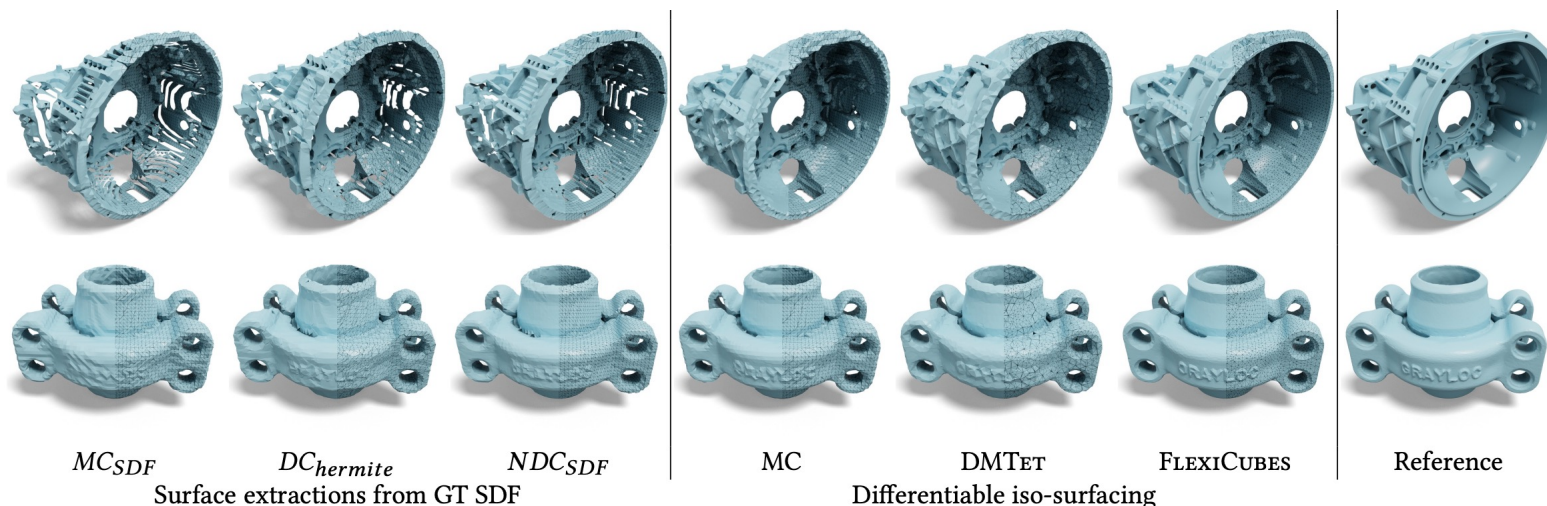 GRAYLOC
MC_SDF DC_hermite NDC_SDF MC DMTET FLEXICUBES Reference
Surface extractions from GT SDF Differentiable iso-surfacing